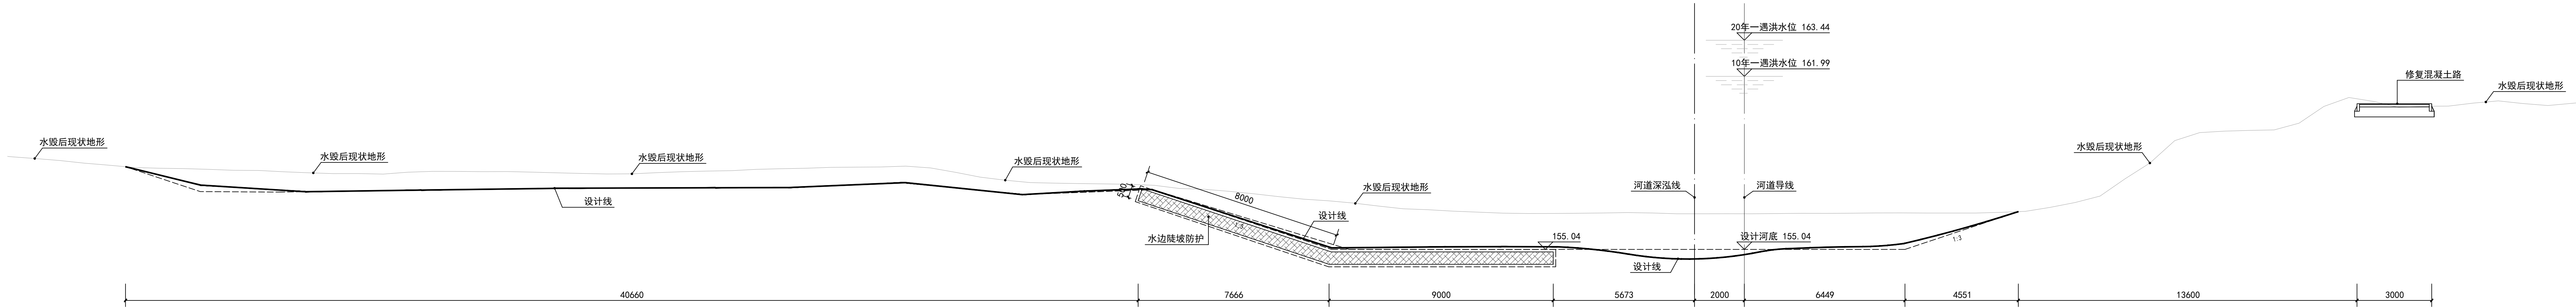 20年一遇洪水位 163.44
10年一遇洪水位 161.99
修复混凝土路
水毁后现状地形
水毁后现状地形
水毁后现状地形
水毁后现状地形
水毁后现状地形
水毁后现状地形
水毁后现状地形
500
8000
河道深泓线
河道导线
设计线
设计线
1:3
水边陡坡防护
155.04
设计河底 155.04
1:3
设计线
40660
7666
9000
5673
2000
6449
4551
13600
3000